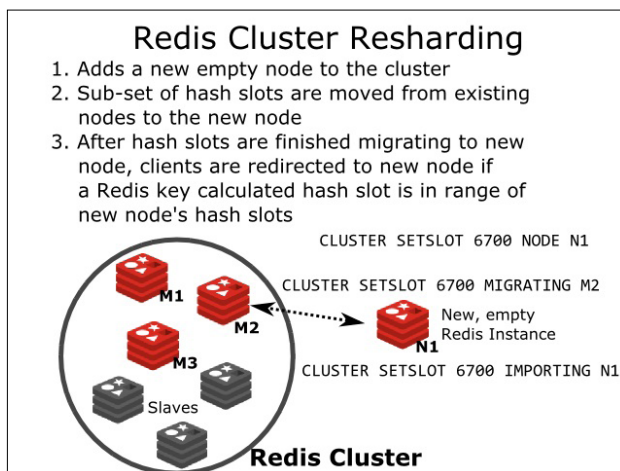 Redis Cluster Resharding
1. Adds a new empty node to the cluster
2. Sub-set of hash slots are moved from existing
nodes to the new node
3. After hash slots are finished migrating to new
node, clients are redirected to new node if
a Redis key calculated hash slot is in range of
new node's hash slots
CLUSTER SETSLOT 6700 NODE N1
M1
CLUSTER SETSLOT 6700 MIGRATING M2
M2
New, empty
Redis Instance
N1
M3
CLUSTER SETSLOT 6700 IMPORTING N1
Slaves
Redis Cluster